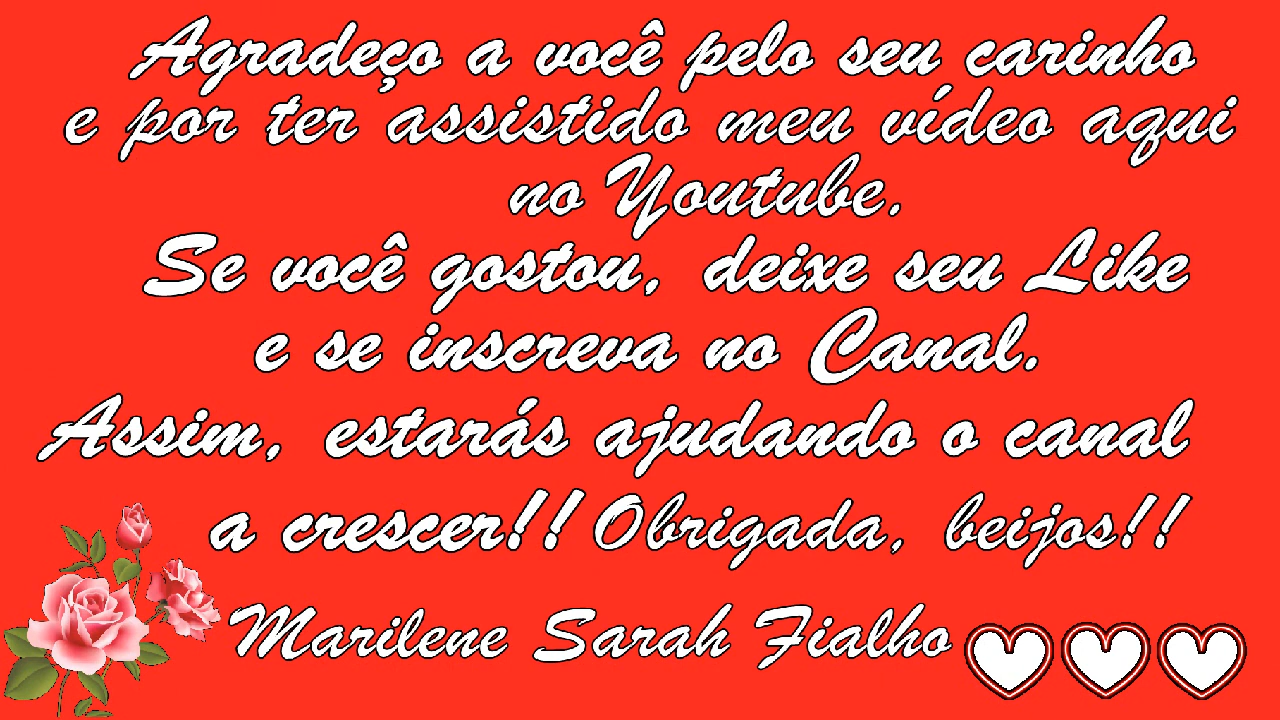 Agradeço a você pelo seu carinho
e por ter assistido meu vídeo aqui
no Youtube.
Se você gostou, deixe seu Like
e se inscreva no Canal.
Assim, estarás ajudando o canal
a crescer!! Obrigada, beijos!!
Marilene Sarah Fialho